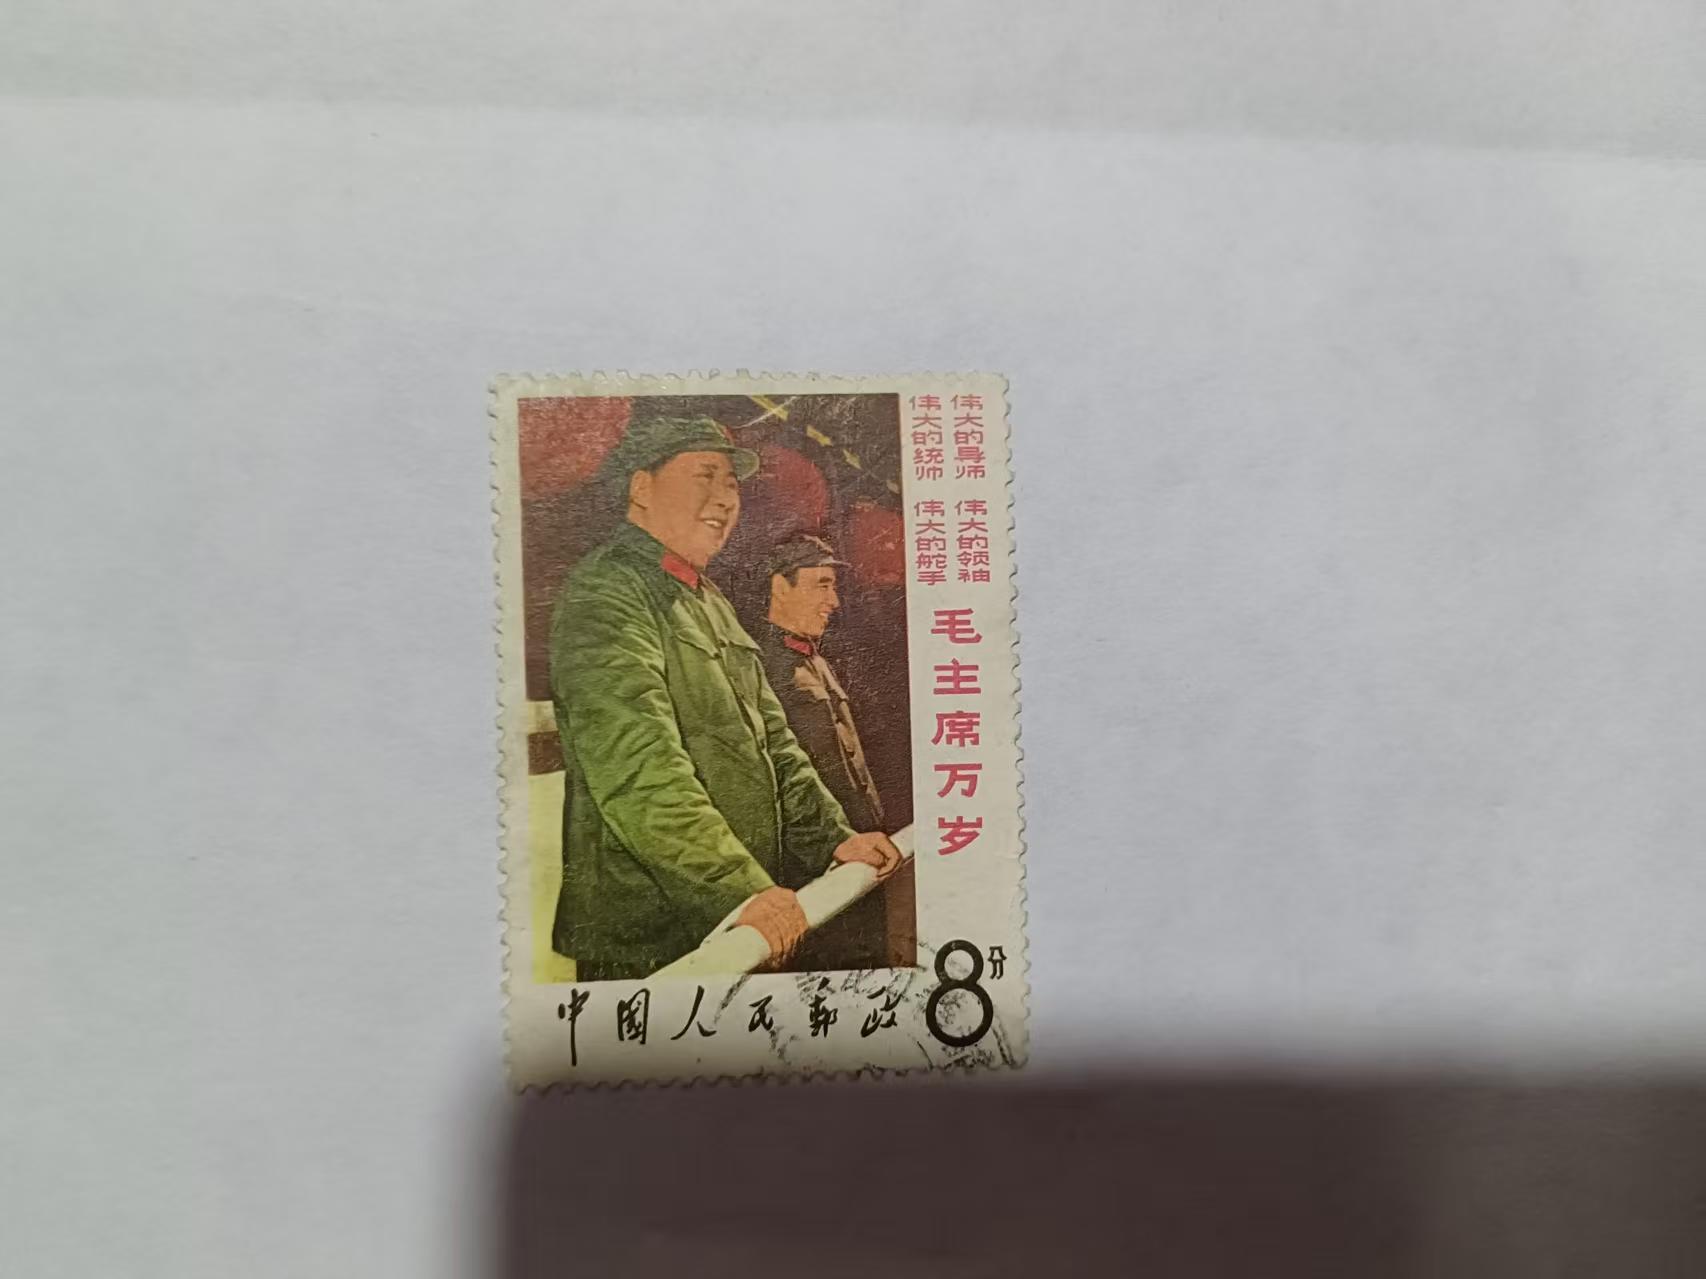 伟大的导师
伟大的领袖
伟大的统帅
伟大的舵手
毛主席万岁
8分
中国人民邮政